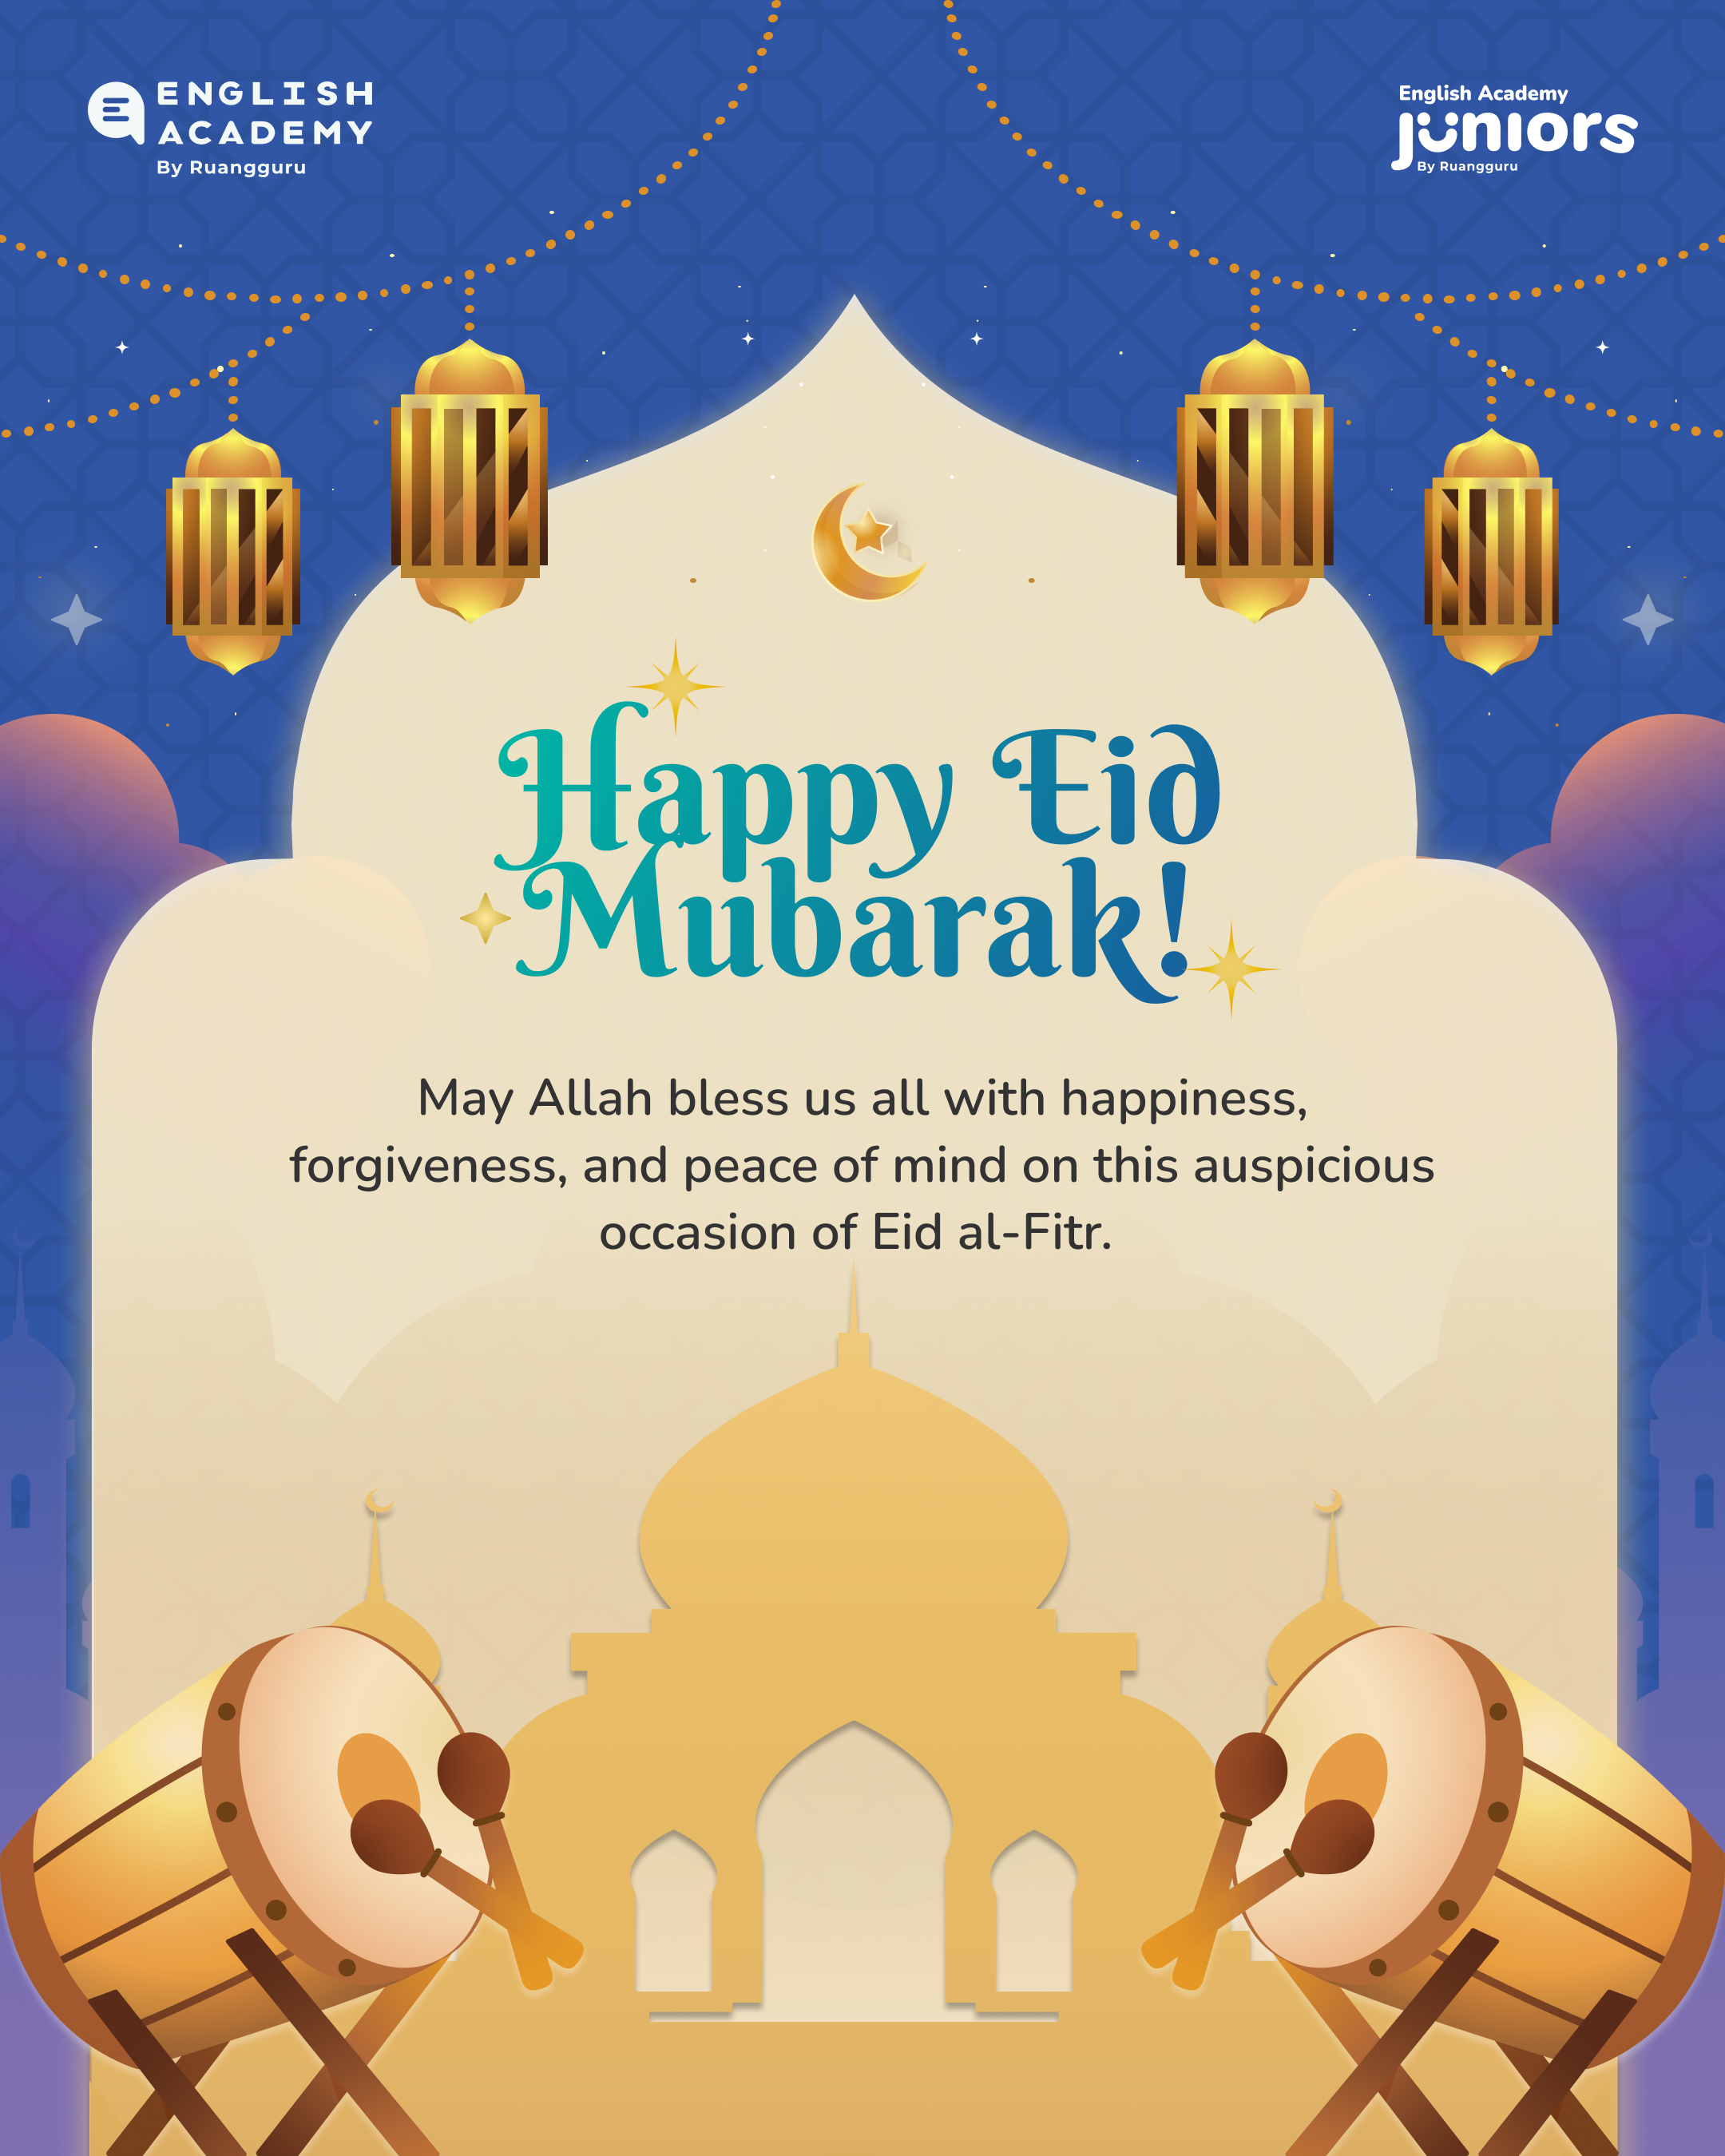 ENGLISH
ACADEMY
By Ruangguru
English Academy
juniors
By Ruangguru
Happy Eid
Mubarak!
May Allah bless us all with happiness,
forgiveness, and peace of mind on this auspicious
occasion of Eid al-Fitr.